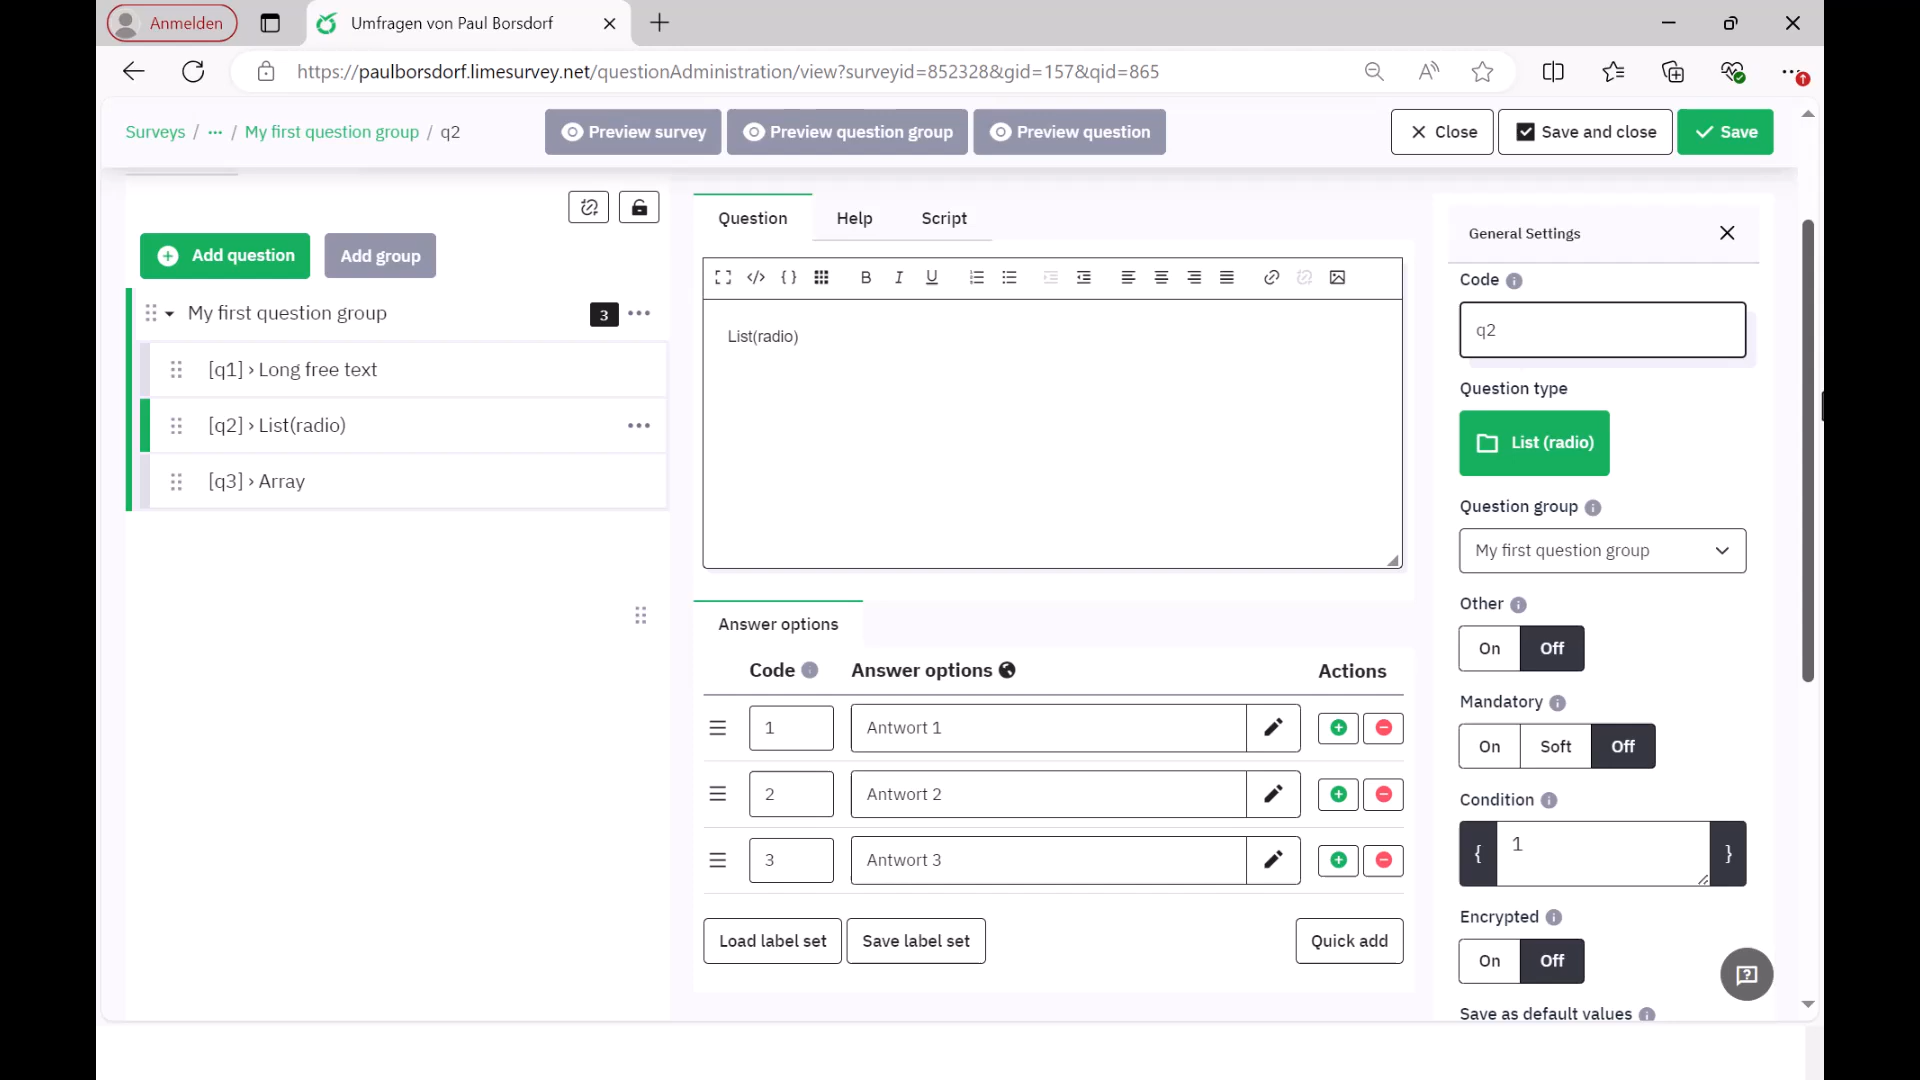 Anmelden
Umfragen von Paul Borsdorf
https://paulborsdorf.limesurvey.net/questionAdministration/view?surveyid=852328&gid=157&qid=865
Surveys / ... / My first question group / q2
Preview survey
Preview question group
Preview question
Close
Save and close
Save
Add question
Add group
My first question group
3
[q1] › Long free text
[q2] › List(radio)
[q3] › Array
Question
Help
Script
List(radio)
Answer options
Code
Answer options
Actions
1
Antwort 1
2
Antwort 2
3
Antwort 3
Load label set
Save label set
Quick add
General Settings
Code
q2
Question type
List (radio)
Question group
My first question group
Other
On
Off
Mandatory
On
Soft
Off
Condition
{
1
}
Encrypted
On
Off
Save as default values